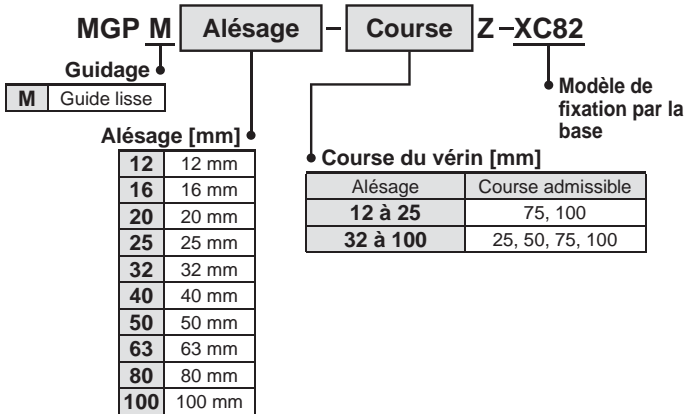 MGP M Alésage – Course Z – XC82
Guidage
M Guide lisse
Modèle de
fixation par la
base
Alésage [mm]
12 12 mm
16 16 mm
20 20 mm
25 25 mm
32 32 mm
40 40 mm
50 50 mm
63 63 mm
80 80 mm
100 100 mm
Course du vérin [mm]
Alésage Course admissible
12 à 25 75, 100
32 à 100 25, 50, 75, 100